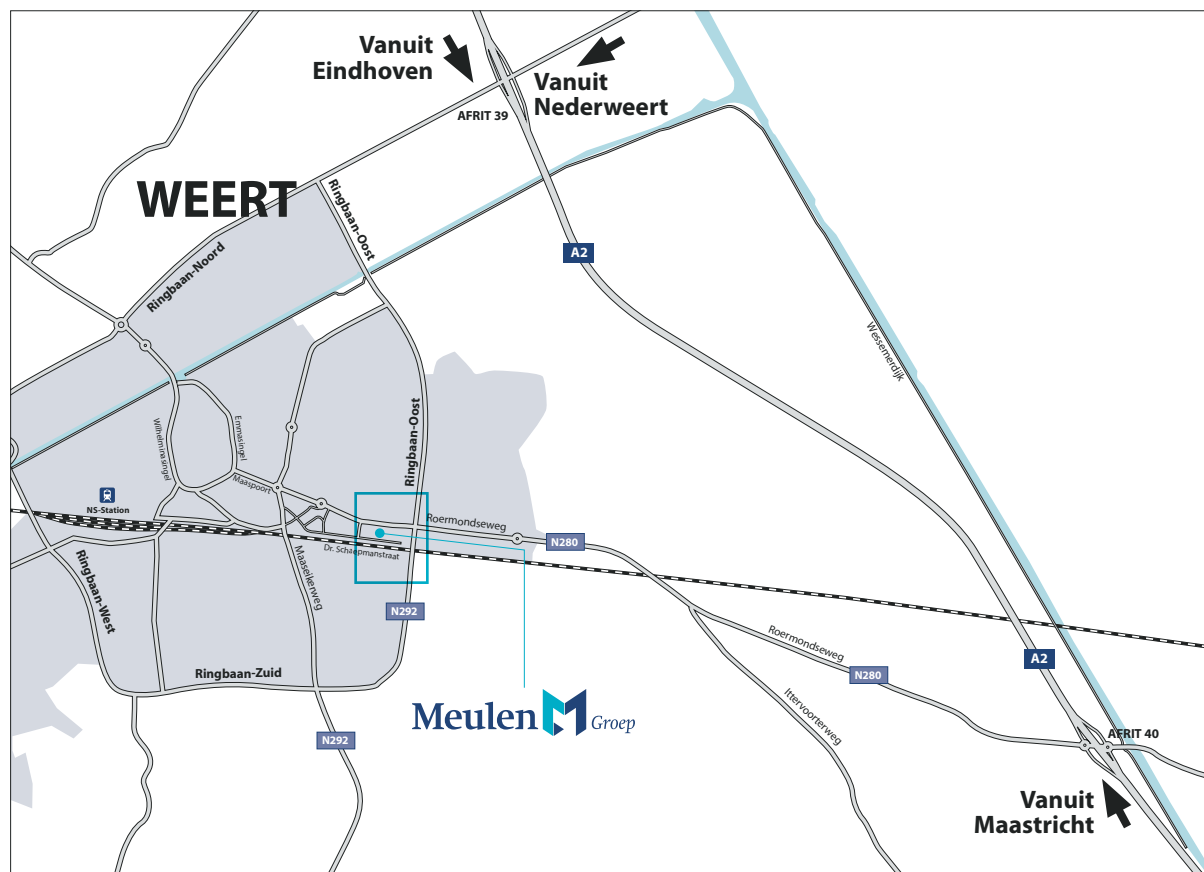 Vanuit
Eindhoven
Vanuit
Nederweert
AFRIT 39
WEERT
Ringbaan-Oost
Ringbaan-Noord
A2
Wessemerdijk
Wilhelminasingel
Emmasingel
Maaspoort
Ringbaan-Oost
NS-Station
Roermondseweg
N280
Dr. Schaepmanstraat
Maaseikerweg
Ringbaan-West
N292
Roermondseweg
A2
N280
Ringbaan-Zuid
Ittervoorterweg
Meulen
Groep
N292
AFRIT 40
Vanuit
Maastricht